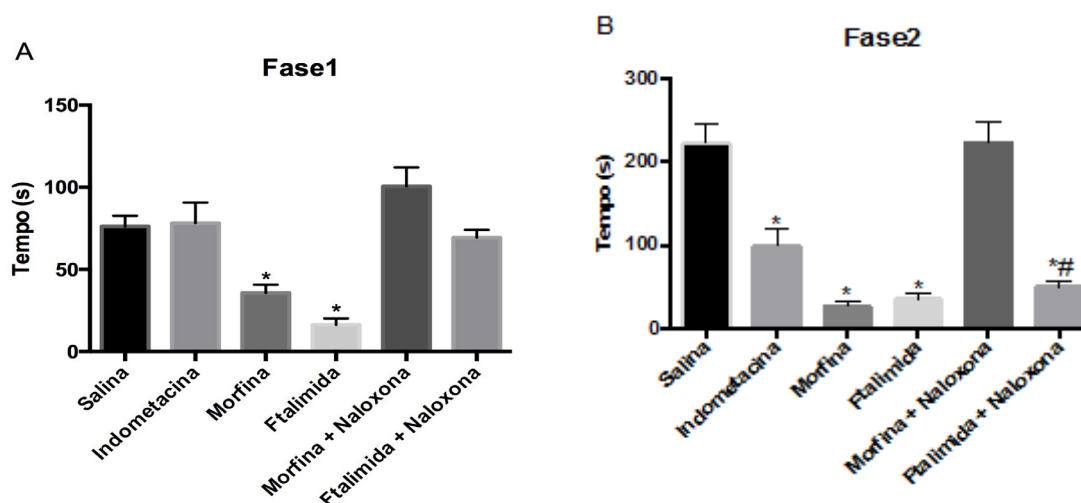 A
Fase1
150
100
50
0
Tempo (s)
*
*
Salina
Indometacina
Morfina
Ftalimida
Morfina + Naloxona
Ftalimida + Naloxona
B
Fase2
300
200
100
0
Tempo (s)
*
*
*
*#
Salina
Indometacina
Morfina
Ftalimida
Morfina + Naloxona
Ftalimida + Naloxona